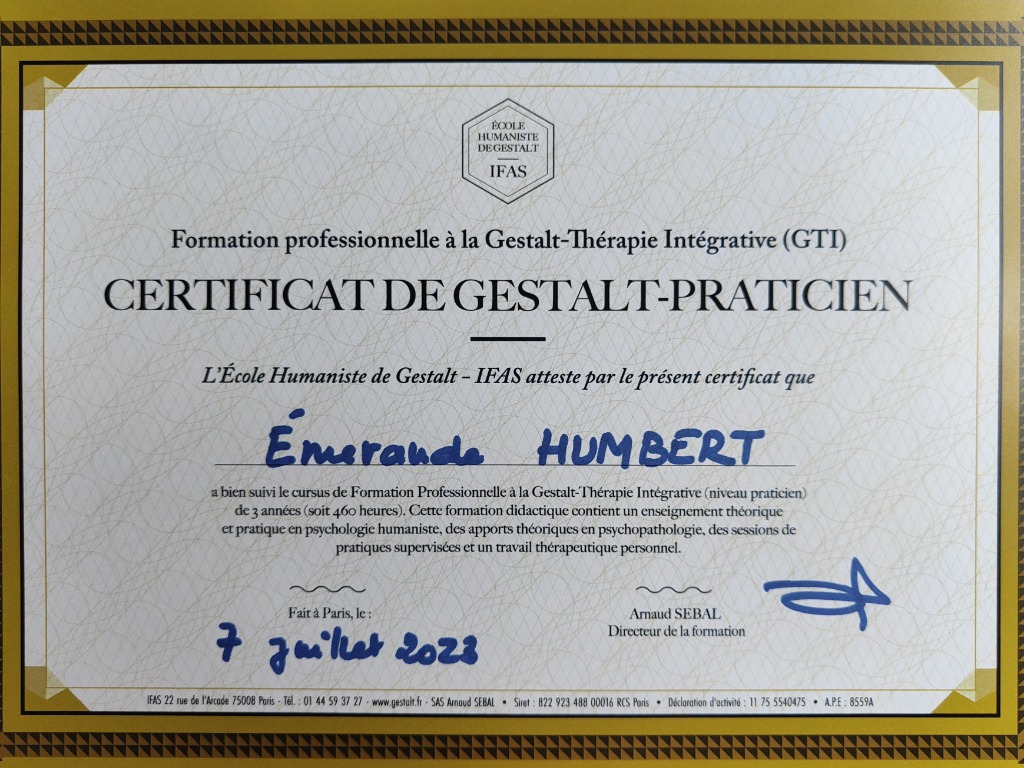 ÉCOLE
HUMANISTE
DE GESTALT
IFAS
Formation professionnelle à la Gestalt-Thérapie Intégrative (GTI)
CERTIFICAT DE GESTALT-PRATICIEN
L'École Humaniste de Gestalt – IFAS atteste par le présent certificat que
Émerande HUMBERT
a bien suivi le cursus de Formation Professionnelle à la Gestalt-Thérapie Intégrative (niveau praticien)
de 3 années (soit 460 heures). Cette formation didactique contient un enseignement théorique
et pratique en psychologie humaniste, des apports théoriques en psychopathologie, des sessions de
pratiques supervisées et un travail thérapeutique personnel.
Fait à Paris, le :
7 juillet 2023
Arnaud SEBAL
Directeur de la formation
IFAS 22 rue de l'Arcade 75008 Paris - Tél. : 01 44 59 37 27 - www.gestalt.fr - SAS Arnaud SEBAL • Siret : 822 923 488 00016 RCS Paris • Déclaration d'activité : 11 75 5540475 • A.P.E : 8559A